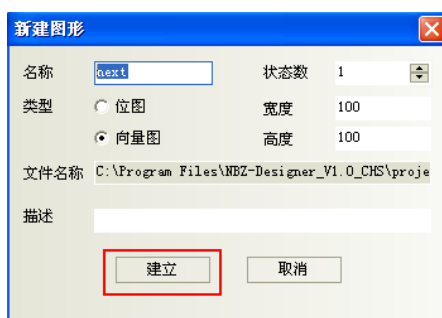 新建图形
名称 next 状态数 1
类型 位图 宽度 100
向量图 高度 100
文件名称 C:\Program Files\NBZ-Designer_V1.0_CHS\proje
描述
建立 取消